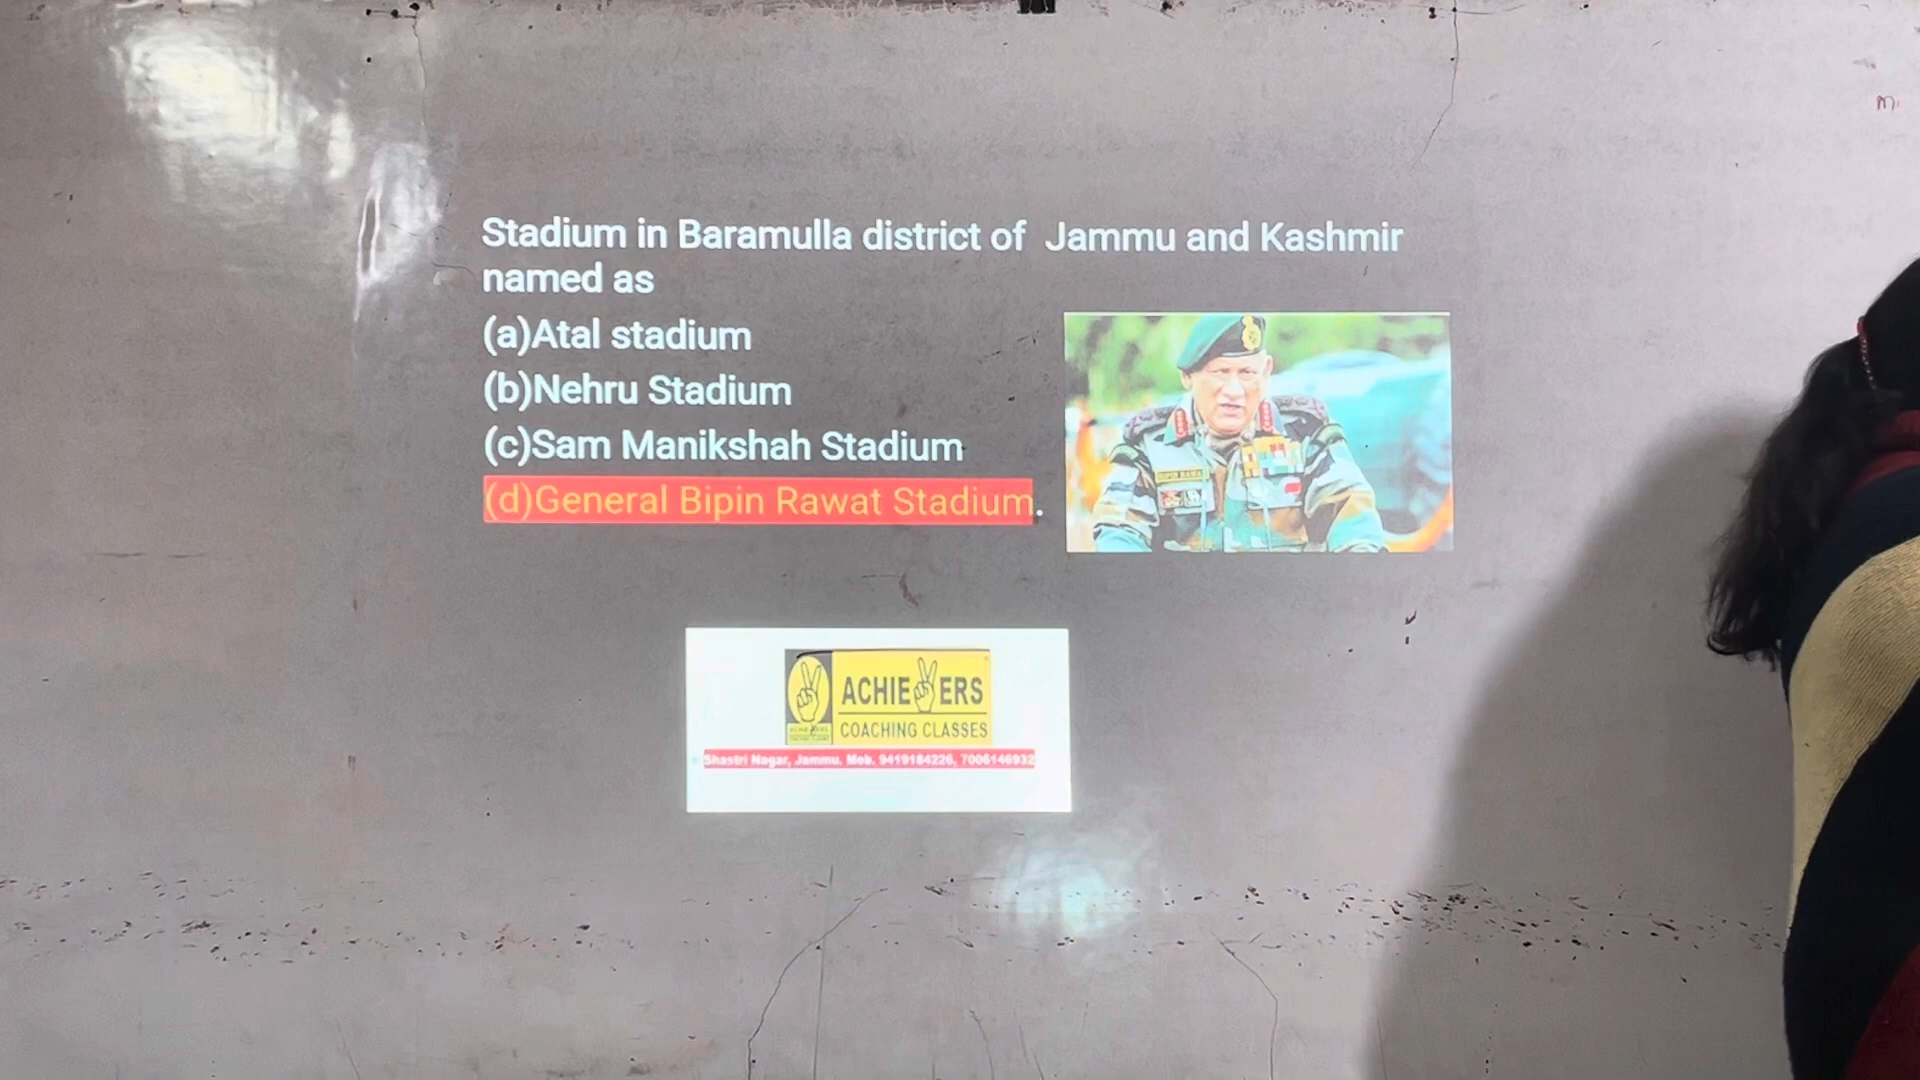 Stadium in Baramulla district of Jammu and Kashmir
named as
(a)Atal stadium
(b)Nehru Stadium
(c)Sam Manikshah Stadium
(d)General Bipin Rawat Stadium.
ACHIEVERS
COACHING CLASSES
Shastri Nagar, Jammu. Mob. 9419184226, 7006146932